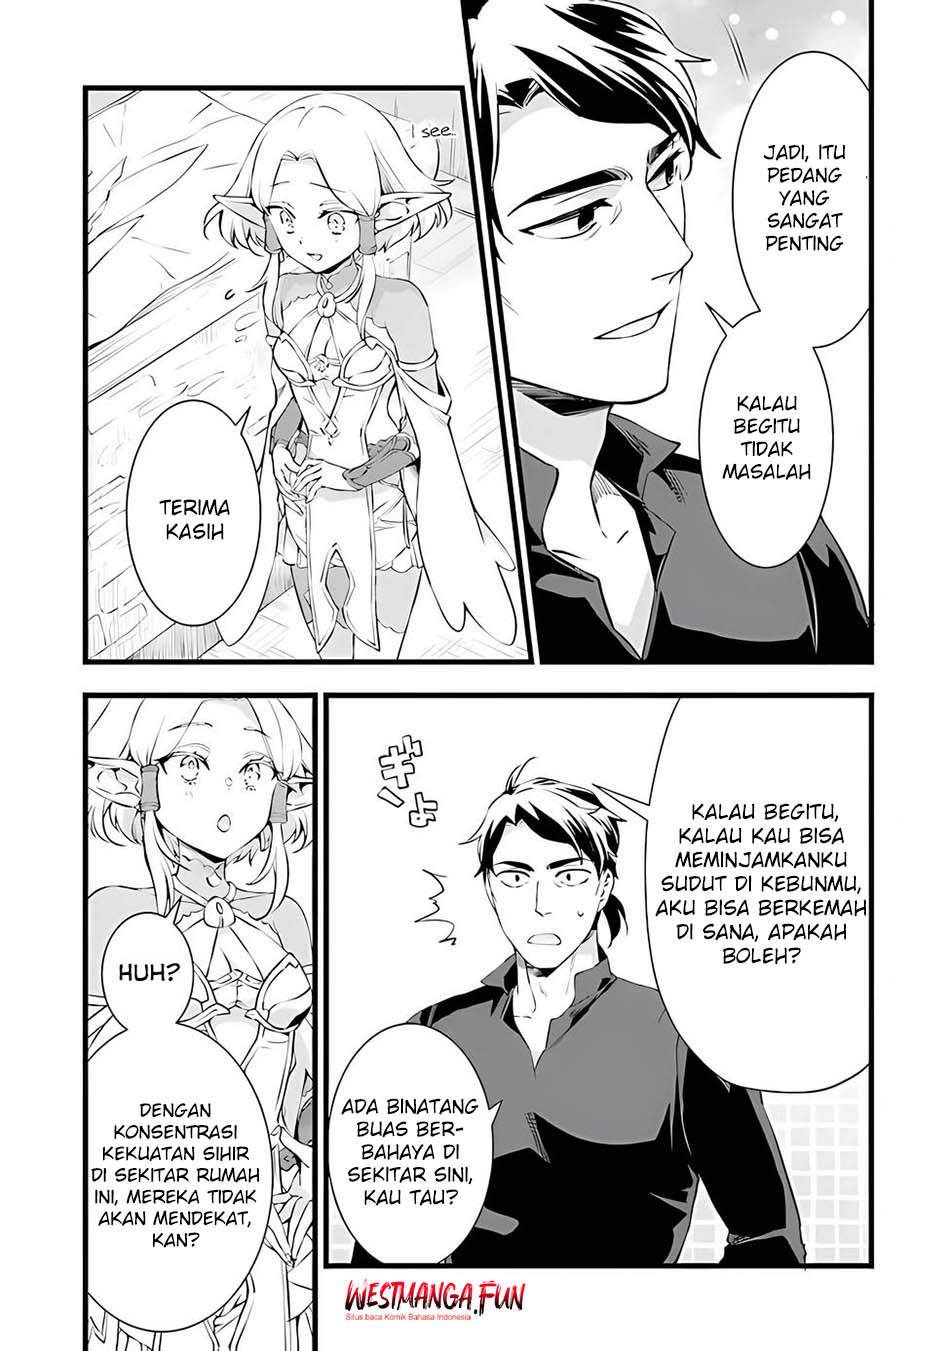 JADI, ITU
PEDANG
YANG
SANGAT
PENTING
KALAU
BEGITU
TIDAK
MASALAH
I see..
TERIMA
KASIH
KALAU BEGITU,
KALAU KAU BISA
MEMINJAMKANKU
SUDUT DI KEBUNMU,
AKU BISA BERKEMAH
DI SANA, APAKAH
BOLEH?
ぎょ
ADA BINATANG
BUAS BER-
BAHAYA DI
SEKITAR SINI,
KAU TAU?
HUH?
DENGAN
KONSENTRASI
KEKUATAN SIHIR
DI SEKITAR RUMAH
INI, MEREKA TIDAK
AKAN MENDEKAT,
KAN?
WESTMANGA.FUN
Situs baca Komik Bahasa Indonesia